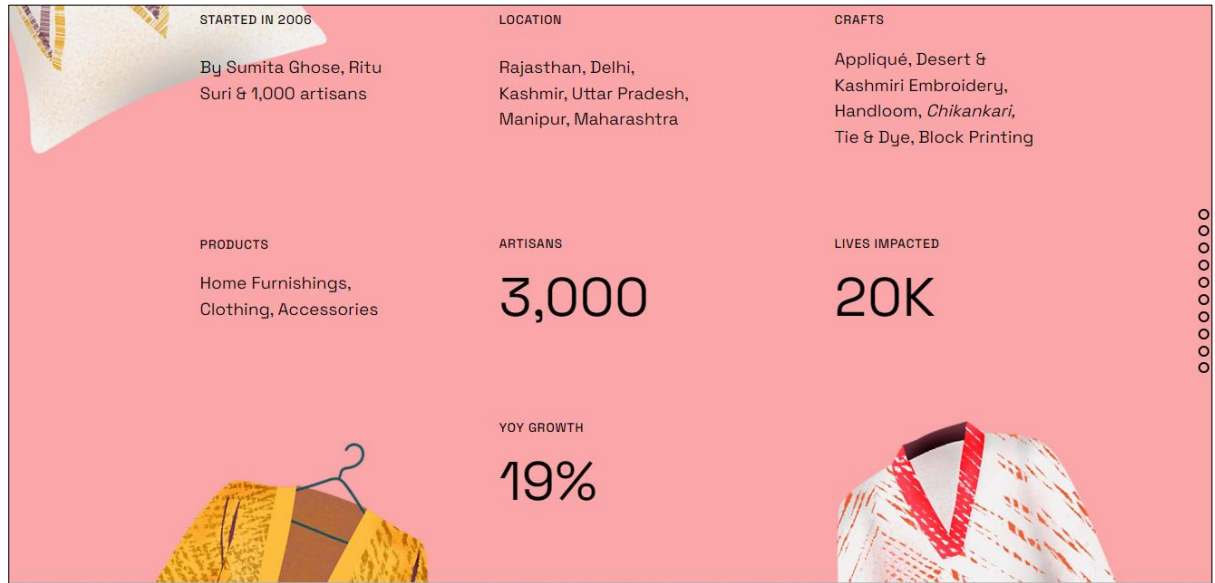 STARTED IN 2006
By Sumita Ghose, Ritu
Suri & 1,000 artisans
LOCATION
Rajasthan, Delhi,
Kashmir, Uttar Pradesh,
Manipur, Maharashtra
CRAFTS
Appliqué, Desert &
Kashmiri Embroidery,
Handloom, Chikankari,
Tie & Dye, Block Printing
PRODUCTS
Home Furnishings,
Clothing, Accessories
ARTISANS
3,000
LIVES IMPACTED
20K
YOY GROWTH
19%